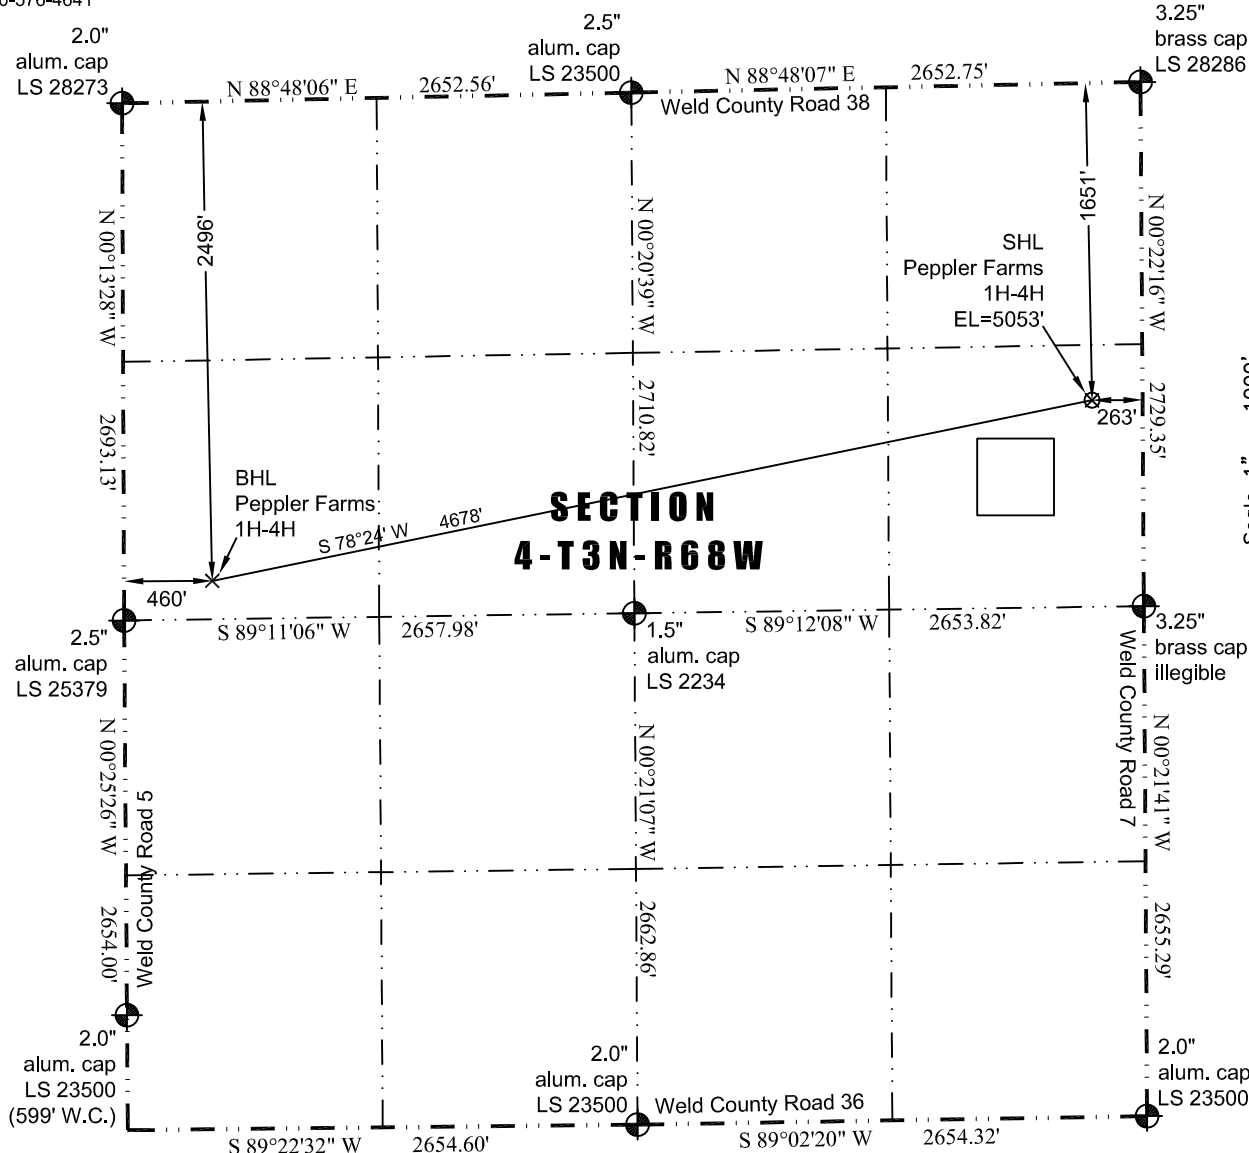 2.0"
alum. cap
LS 28273
N 88°48'06" E
2652.56'
2.5"
alum. cap
LS 23500
N 88°48'07" E
2652.75'
Weld County Road 38
3.25"
brass cap
LS 28286
N 00°13'28" W
2693.13'
2496'
N 00°20'39" W
2710.82'
1651'
N 00°22'16" W
2729.35'
SHL
Peppler Farms
1H-4H
EL=5053'
263'
BHL
Peppler Farms
1H-4H
S 78°24' W
4678'
SECTION
4-T3N-R68W
460'
2.5"
alum. cap
LS 25379
S 89°11'06" W
2657.98'
1.5"
alum. cap
LS 2234
S 89°12'08" W
2653.82'
3.25"
brass cap
illegible
Weld County Road 7
N 00°25'26" W
2654.00'
Weld County Road 5
N 00°21'07" W
2662.86'
N 00°21'41" W
2655.29'
2.0"
alum. cap
LS 23500
(599' W.C.)
2.0"
alum. cap
LS 23500
Weld County Road 36
2.0"
alum. cap
LS 23500
S 89°22'32" W
2654.60'
S 89°02'20" W
2654.32'